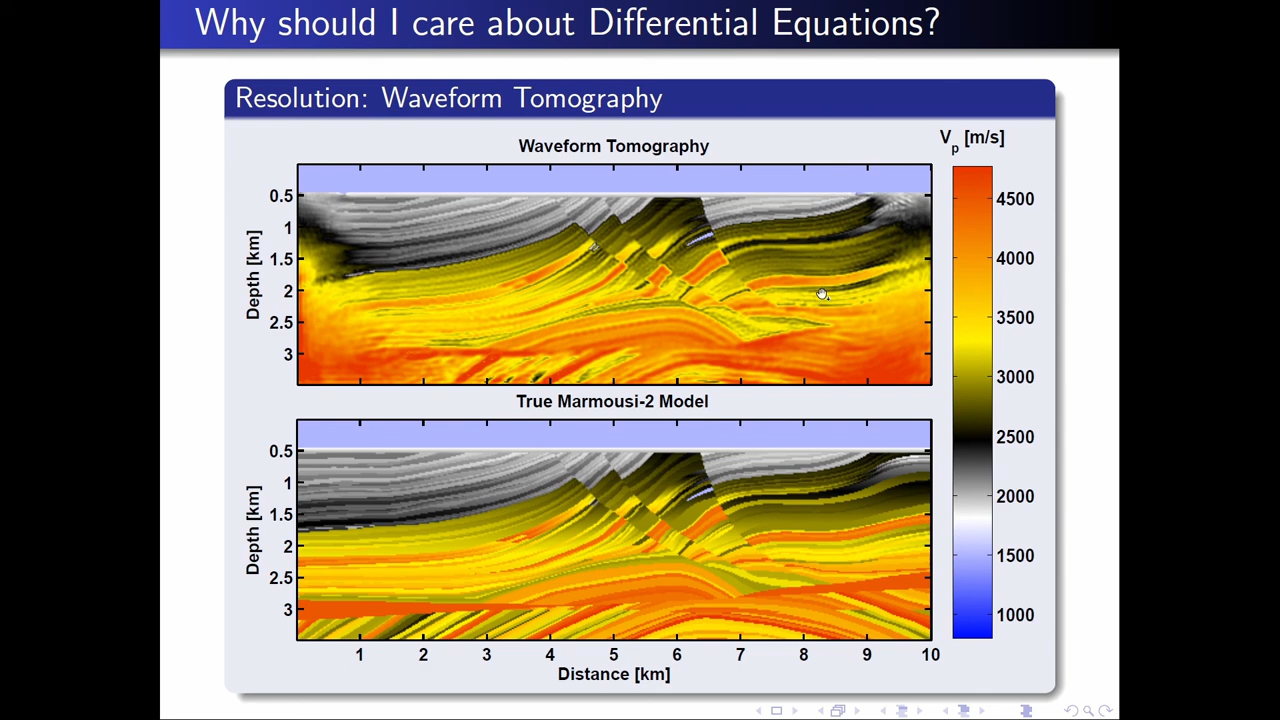 Why should I care about Differential Equations?
Resolution: Waveform Tomography
Waveform Tomography
V_p [m/s]
Depth [km]
0.5
1
1.5
2
2.5
3
4500
4000
3500
3000
2500
2000
1500
1000
True Marmousi-2 Model
Depth [km]
0.5
1
1.5
2
2.5
3
1 2 3 4 5 6 7 8 9 10
Distance [km]